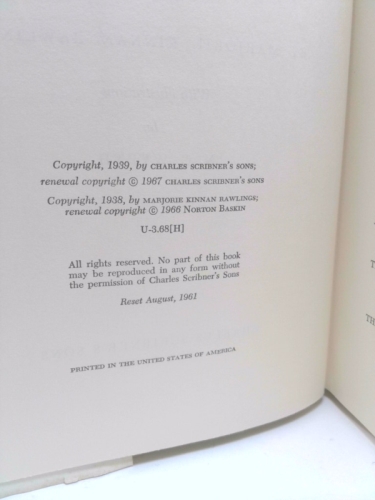 Copyright, 1939, by CHARLES SCRIBNER'S SONS;
renewal copyright © 1967 CHARLES SCRIBNER'S SONS
Copyright, 1938, by MARJORIE KINNAN RAWLINGS;
renewal copyright © 1966 NORTON BASKIN
U-3.68[H]
All rights reserved. No part of this book
may be reproduced in any form without
the permission of Charles Scribner's Sons
Reset August, 1961
PRINTED IN THE UNITED STATES OF AMERICA